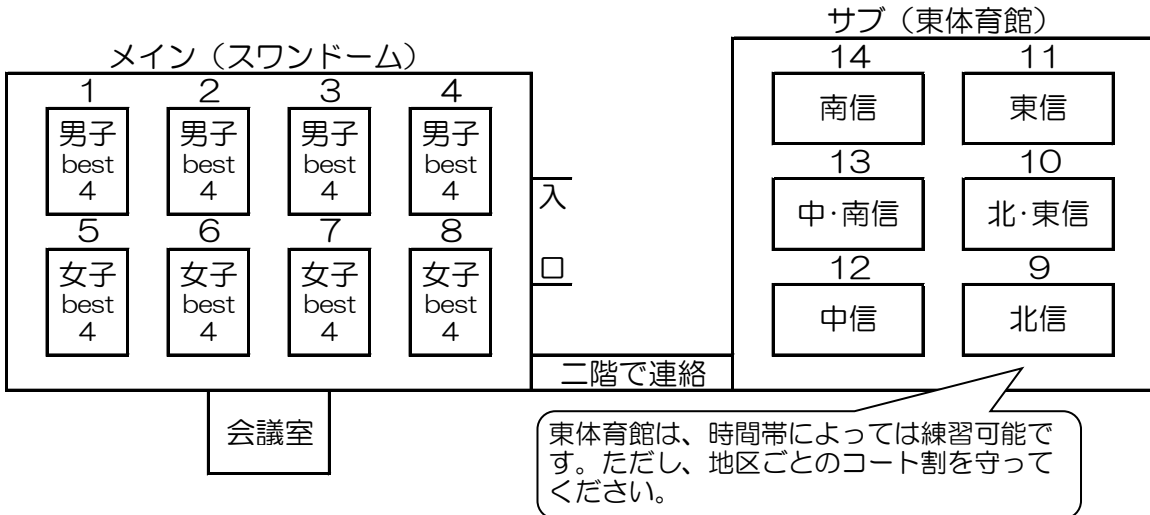 サブ（東体育館）
メイン（スワンドーム）
1
2
3
4
男子
best
4
男子
best
4
男子
best
4
男子
best
4
5
6
7
8
女子
best
4
女子
best
4
女子
best
4
女子
best
4
入
口
14
11
南信
東信
13
10
中・南信
北・東信
12
9
中信
北信
二階で連絡
会議室
東体育館は、時間帯によっては練習可能で
す。ただし、地区ごとのコート割を守って
ください。